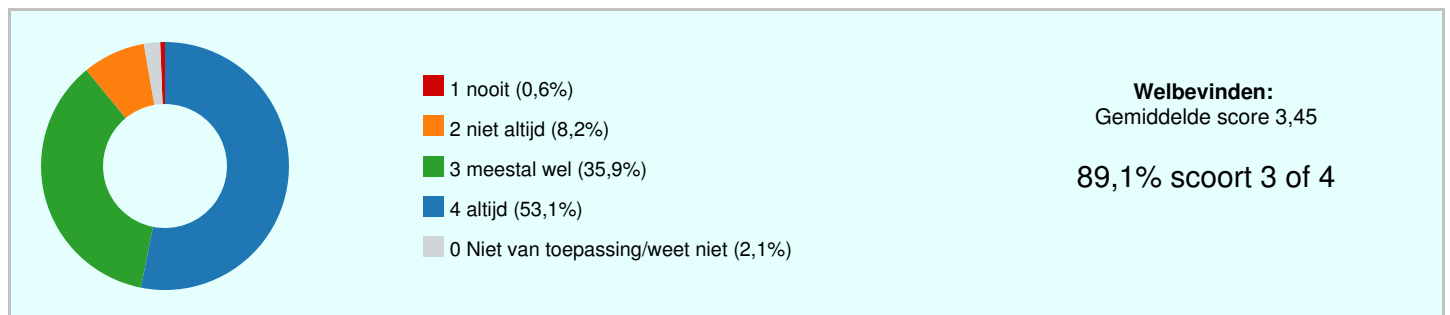 1 nooit (0,6%)
2 niet altijd (8,2%)
3 meestal wel (35,9%)
4 altijd (53,1%)
0 Niet van toepassing/weet niet (2,1%)
Welbevinden:
Gemiddelde score 3,45
89,1% scoort 3 of 4